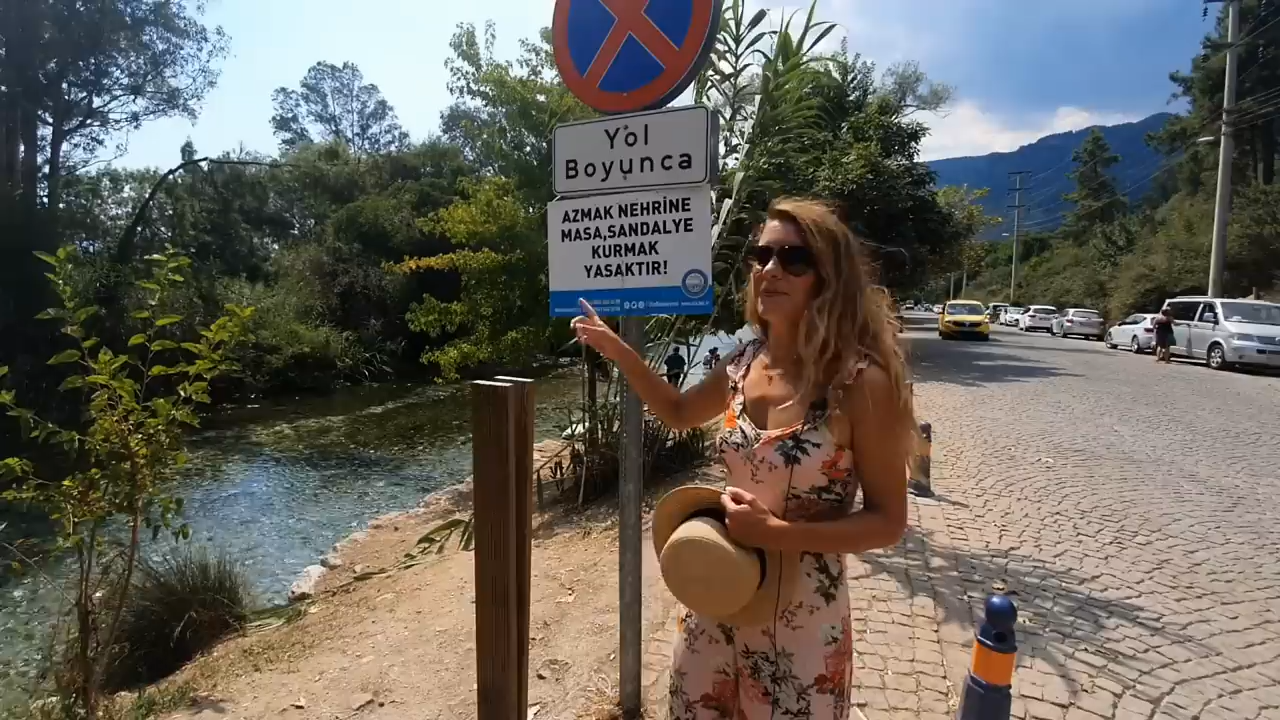 Yol
Boyunca
AZMAK NEHRİNE
MASA,SANDALYE
KURMAK
YASAKTIR!